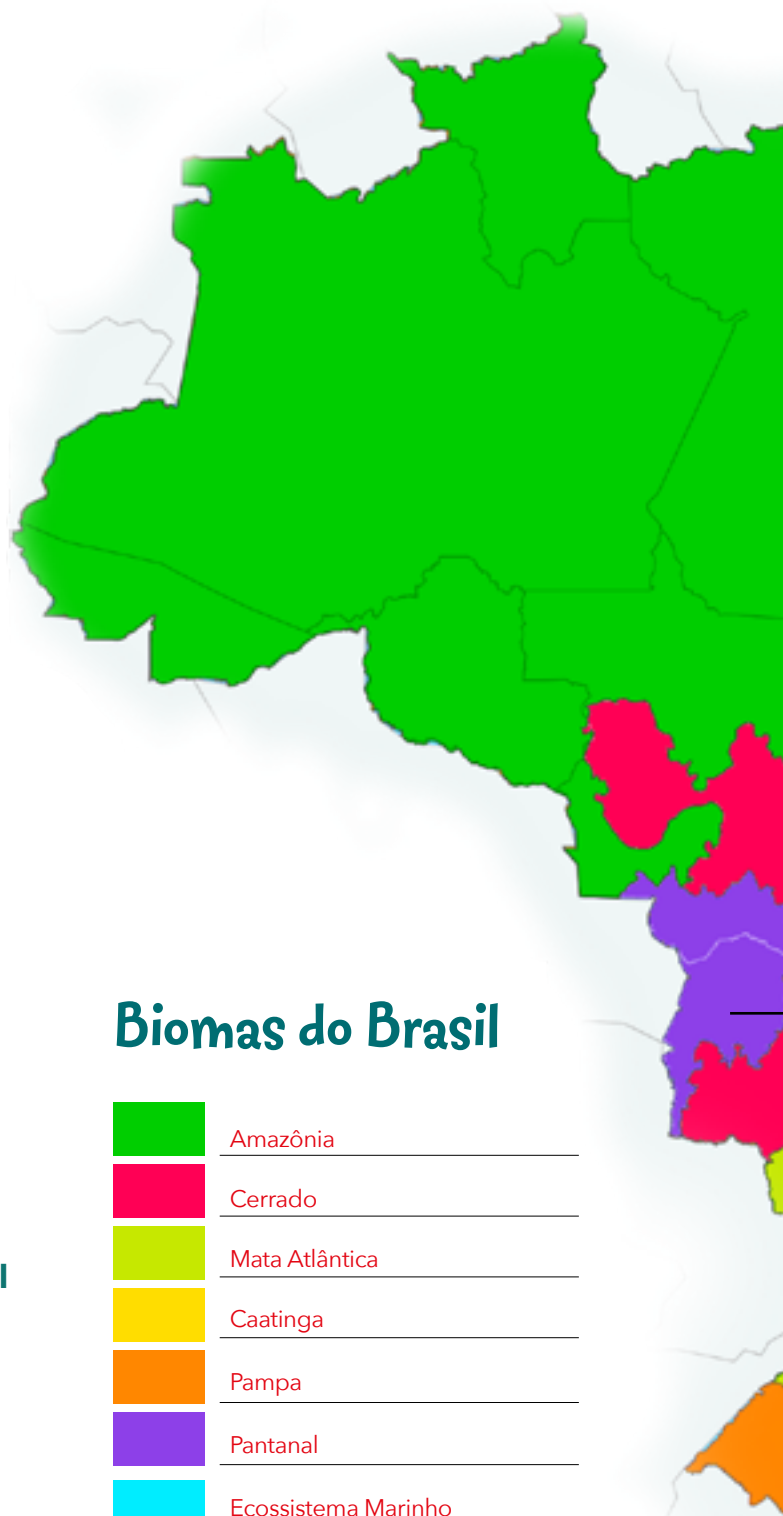 Biomas do Brasil
Amazônia
Cerrado
Mata Atlântica
l
Caatinga
Pampa
Pantanal
Ecossistema Marinho